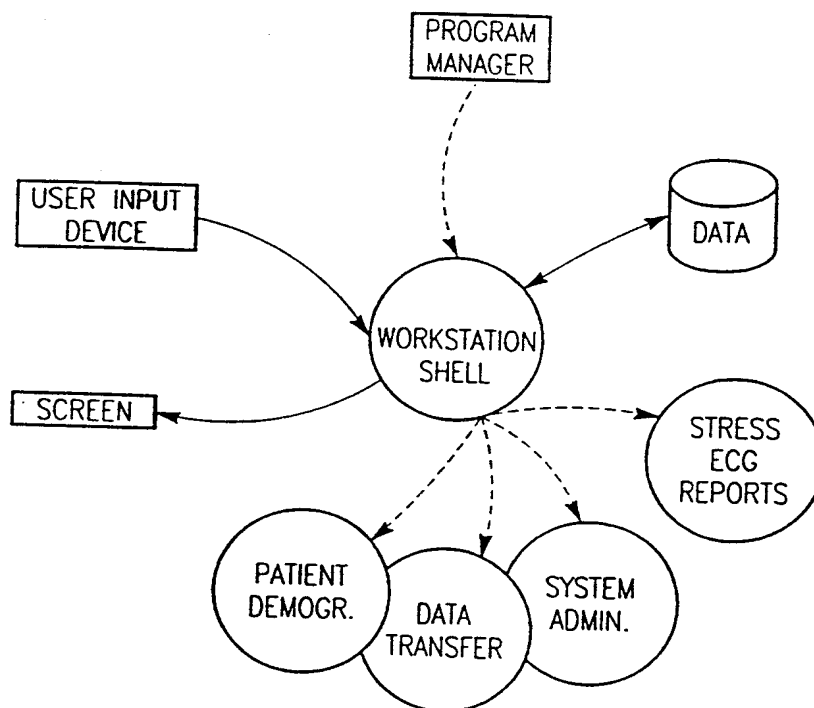 PROGRAM
MANAGER
USER INPUT
DEVICE
DATA
WORKSTATION
SHELL
SCREEN
STRESS
ECG
REPORTS
PATIENT
DEMOGR.
DATA
TRANSFER
SYSTEM
ADMIN.